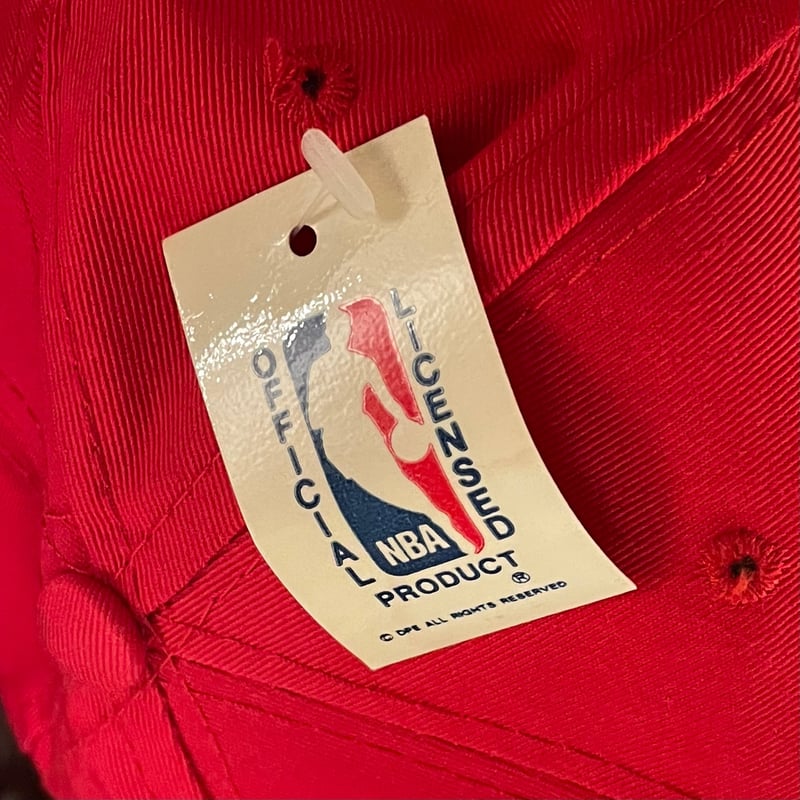 OFFICIAL
LICENSED
NBA
PRODUCT®
© DPE ALL RIGHTS RESERVED